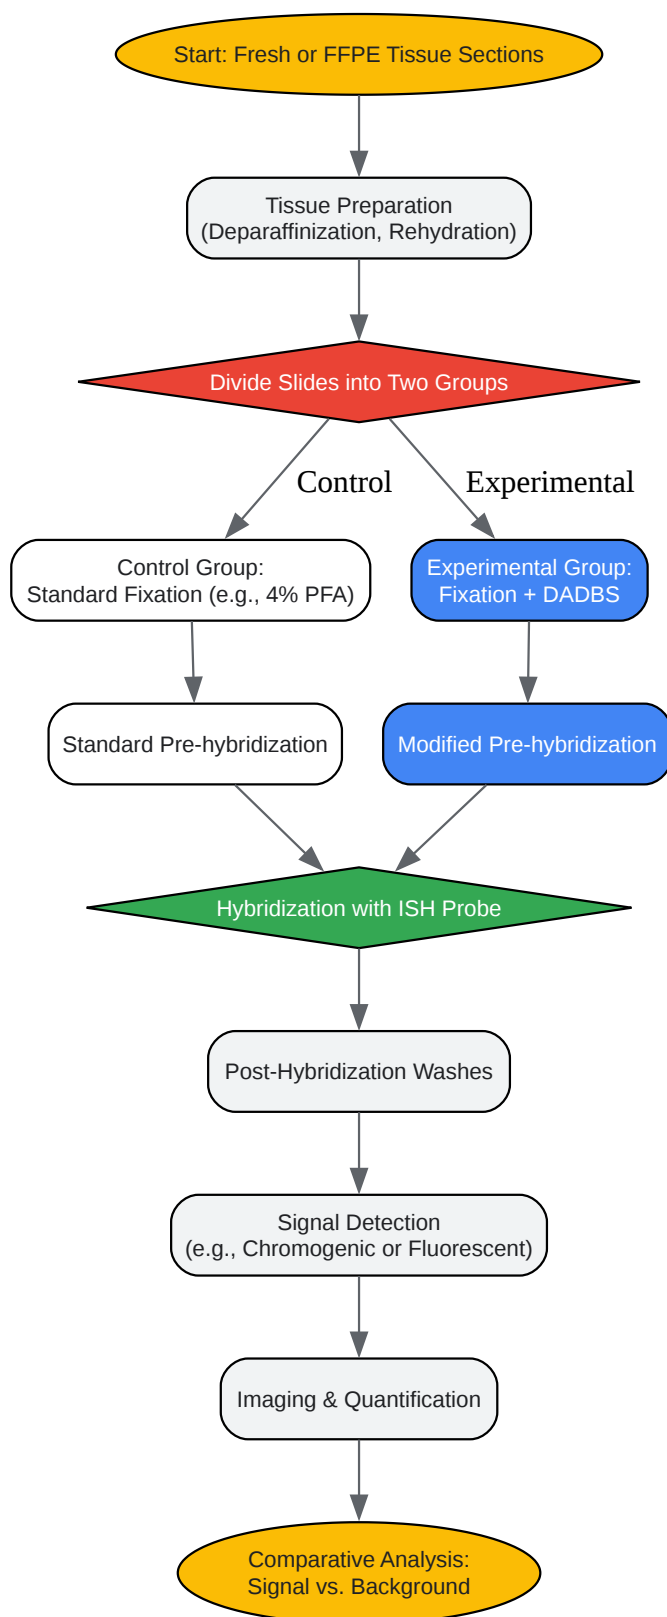 Start: Fresh or FFPE Tissue Sections
Tissue Preparation
(Deparaffinization, Rehydration)
Divide Slides into Two Groups
Control
Experimental
Control Group:
Standard Fixation (e.g., 4% PFA)
Experimental Group:
Fixation + DADBS
Standard Pre-hybridization
Modified Pre-hybridization
Hybridization with ISH Probe
Post-Hybridization Washes
Signal Detection
(e.g., Chromogenic or Fluorescent)
Imaging & Quantification
Comparative Analysis:
Signal vs. Background